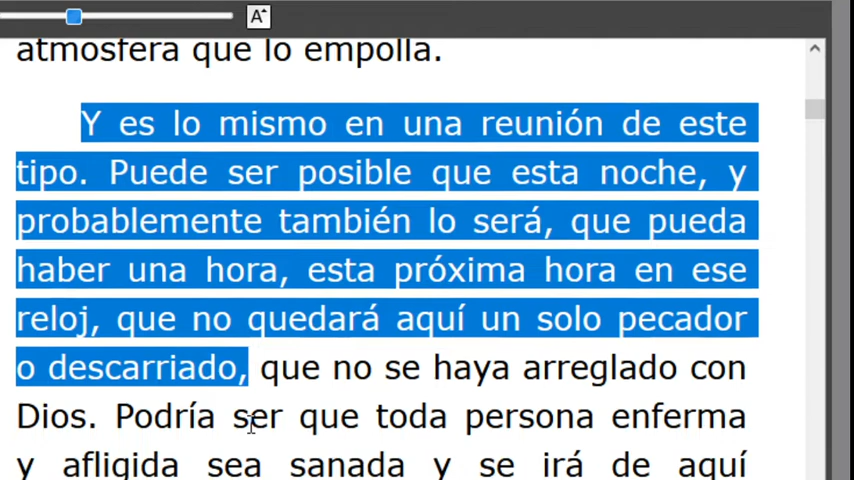 A
atmósfera que lo empolla.
Y es lo mismo en una reunión de este
tipo. Puede ser posible que esta noche, y
probablemente también lo será, que pueda
haber una hora, esta próxima hora en ese
reloj, que no quedará aquí un solo pecador
o descarriado, que no se haya arreglado con
Dios. Podría ser que toda persona enferma
y afligida sea sanada y se irá de aquí